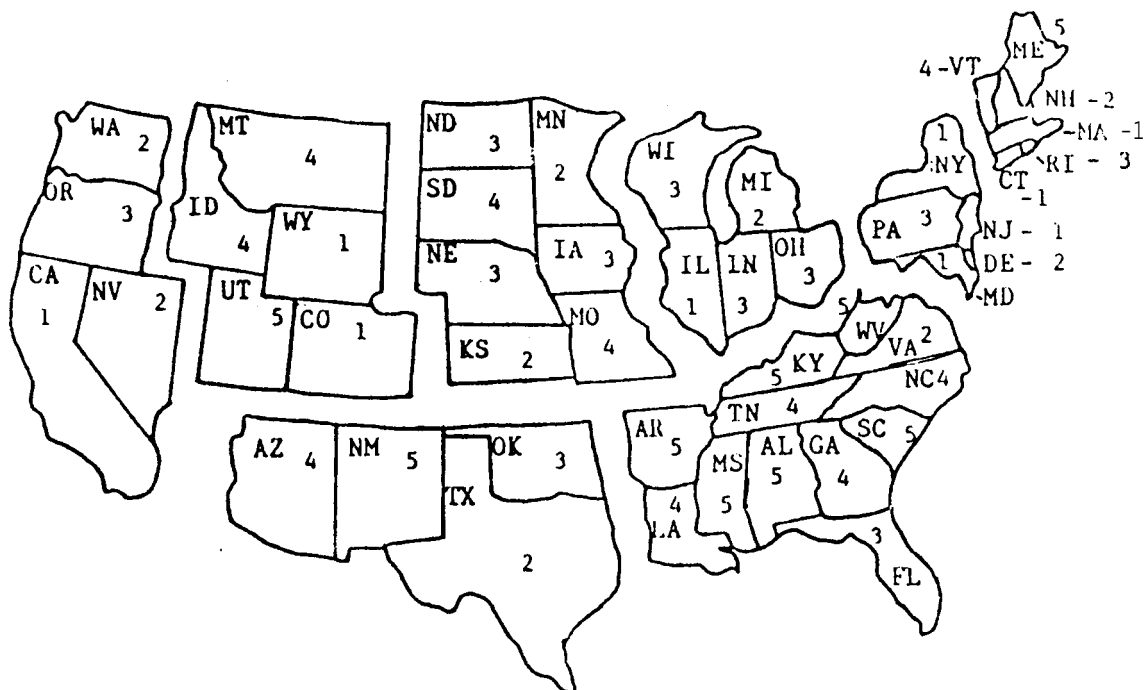 ME 5
4-VT
NH - 2
MA - 1
RI - 3
CT - 1
1 NY
PA 3
NJ - 1
DE - 2
1 MD
WA 2
OR 3
CA 1
NV 2
MT 4
ID 4
WY 1
UT 5
CO 1
ND 3
SD 4
NE 3
KS 2
MN 2
IA 3
MO 4
WI 3
MI 2
IL 1
IN 3
OH 3
5 WV
VA 2
KY 5
NC4
TN 4
SC 5
AZ 4
NM 5
OK 3
TX 2
AR 5
4 LA
MS 5
AL 5
GA 4
3 FL